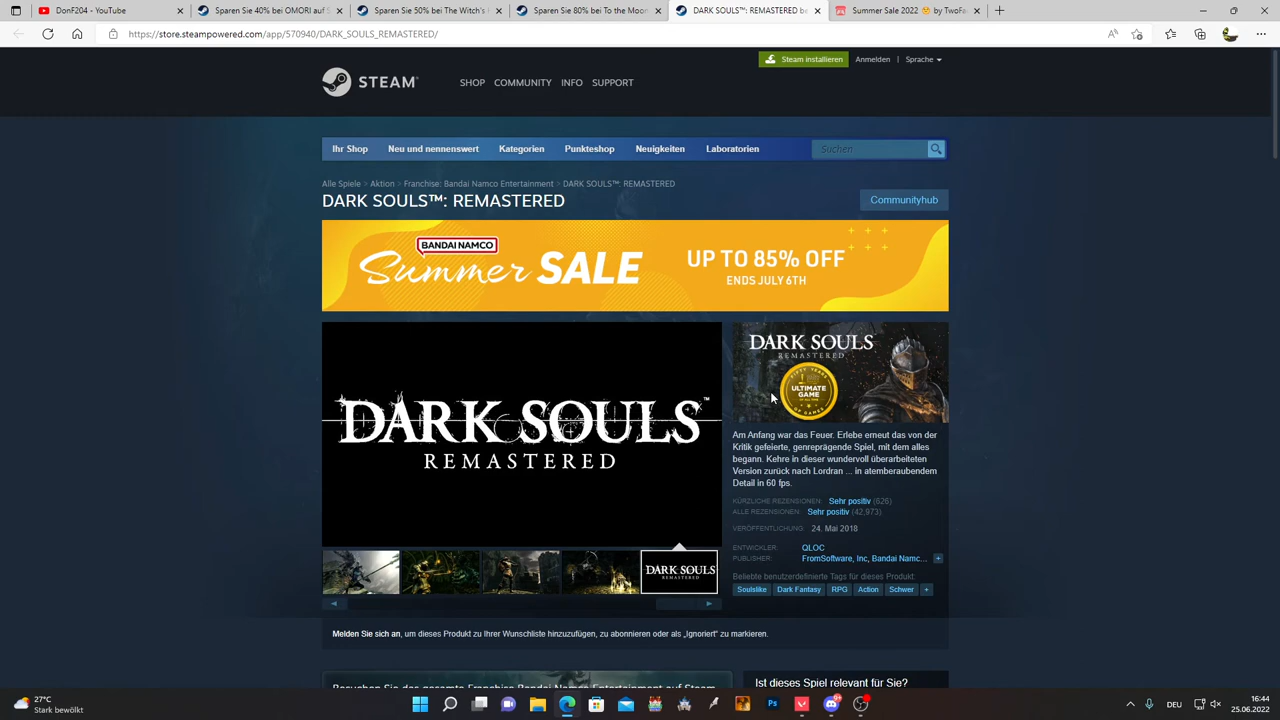 (204) DEAD END - YouTube
Sparen Sie 40% bei OMORI auf S
Sparen Sie 50% bei The Witch's
Sparen Sie 80% bei To the Moon
DARK SOULS™: REMASTERED be
Summer Sale 2022 🌞 by TwoFac
https://store.steampowered.com/app/570940/DARK_SOULS_REMASTERED/
Steam installieren
Anmelden | Sprache
STEAM
SHOP COMMUNITY INFO SUPPORT
Ihr Shop Neu und nennenswert Kategorien Punkteshop Neuigkeiten Laboratorien Suchen
Alle Spiele > Aktion > Franchise: Bandai Namco Entertainment > DARK SOULS™: REMASTERED
DARK SOULS™: REMASTERED
Communityhub
BANDAI NAMCO
Summer SALE
UP TO 85% OFF
ENDS JULY 6TH
DARK SOULS™
REMASTERED
DARK SOULS
REMASTERED
ULTIMATE
GAME
Am Anfang war das Feuer. Erlebe erneut das von der
Kritik gefeierte, genreprägende Spiel, mit dem alles
begann. Kehre in dieser wundervoll überarbeiteten
Version zurück nach Lordran ... in atemberaubendem
Detail in 60 fps.
KÜRZLICHE REZENSIONEN: Sehr positiv (626)
ALLE REZENSIONEN: Sehr positiv (42,973)
VERÖFFENTLICHUNG: 24. Mai 2018
ENTWICKLER: QLOC
PUBLISHER: FromSoftware, Inc, Bandai Namc... +
Beliebte benutzerdefinierte Tags für dieses Produkt:
Soulslike Dark Fantasy RPG Action Schwer +
DARK SOULS
REMASTERED
Melden Sie sich an, um dieses Produkt zu Ihrer Wunschliste hinzuzufügen, zu abonnieren oder als „Ignoriert" zu markieren.
Besuchen Sie das gesamte Franchise Bandai Namco Entertainment auf Steam
Ist dieses Spiel relevant für Sie?
27°C
Stark bewölkt
DEU
16:44
25.06.2022